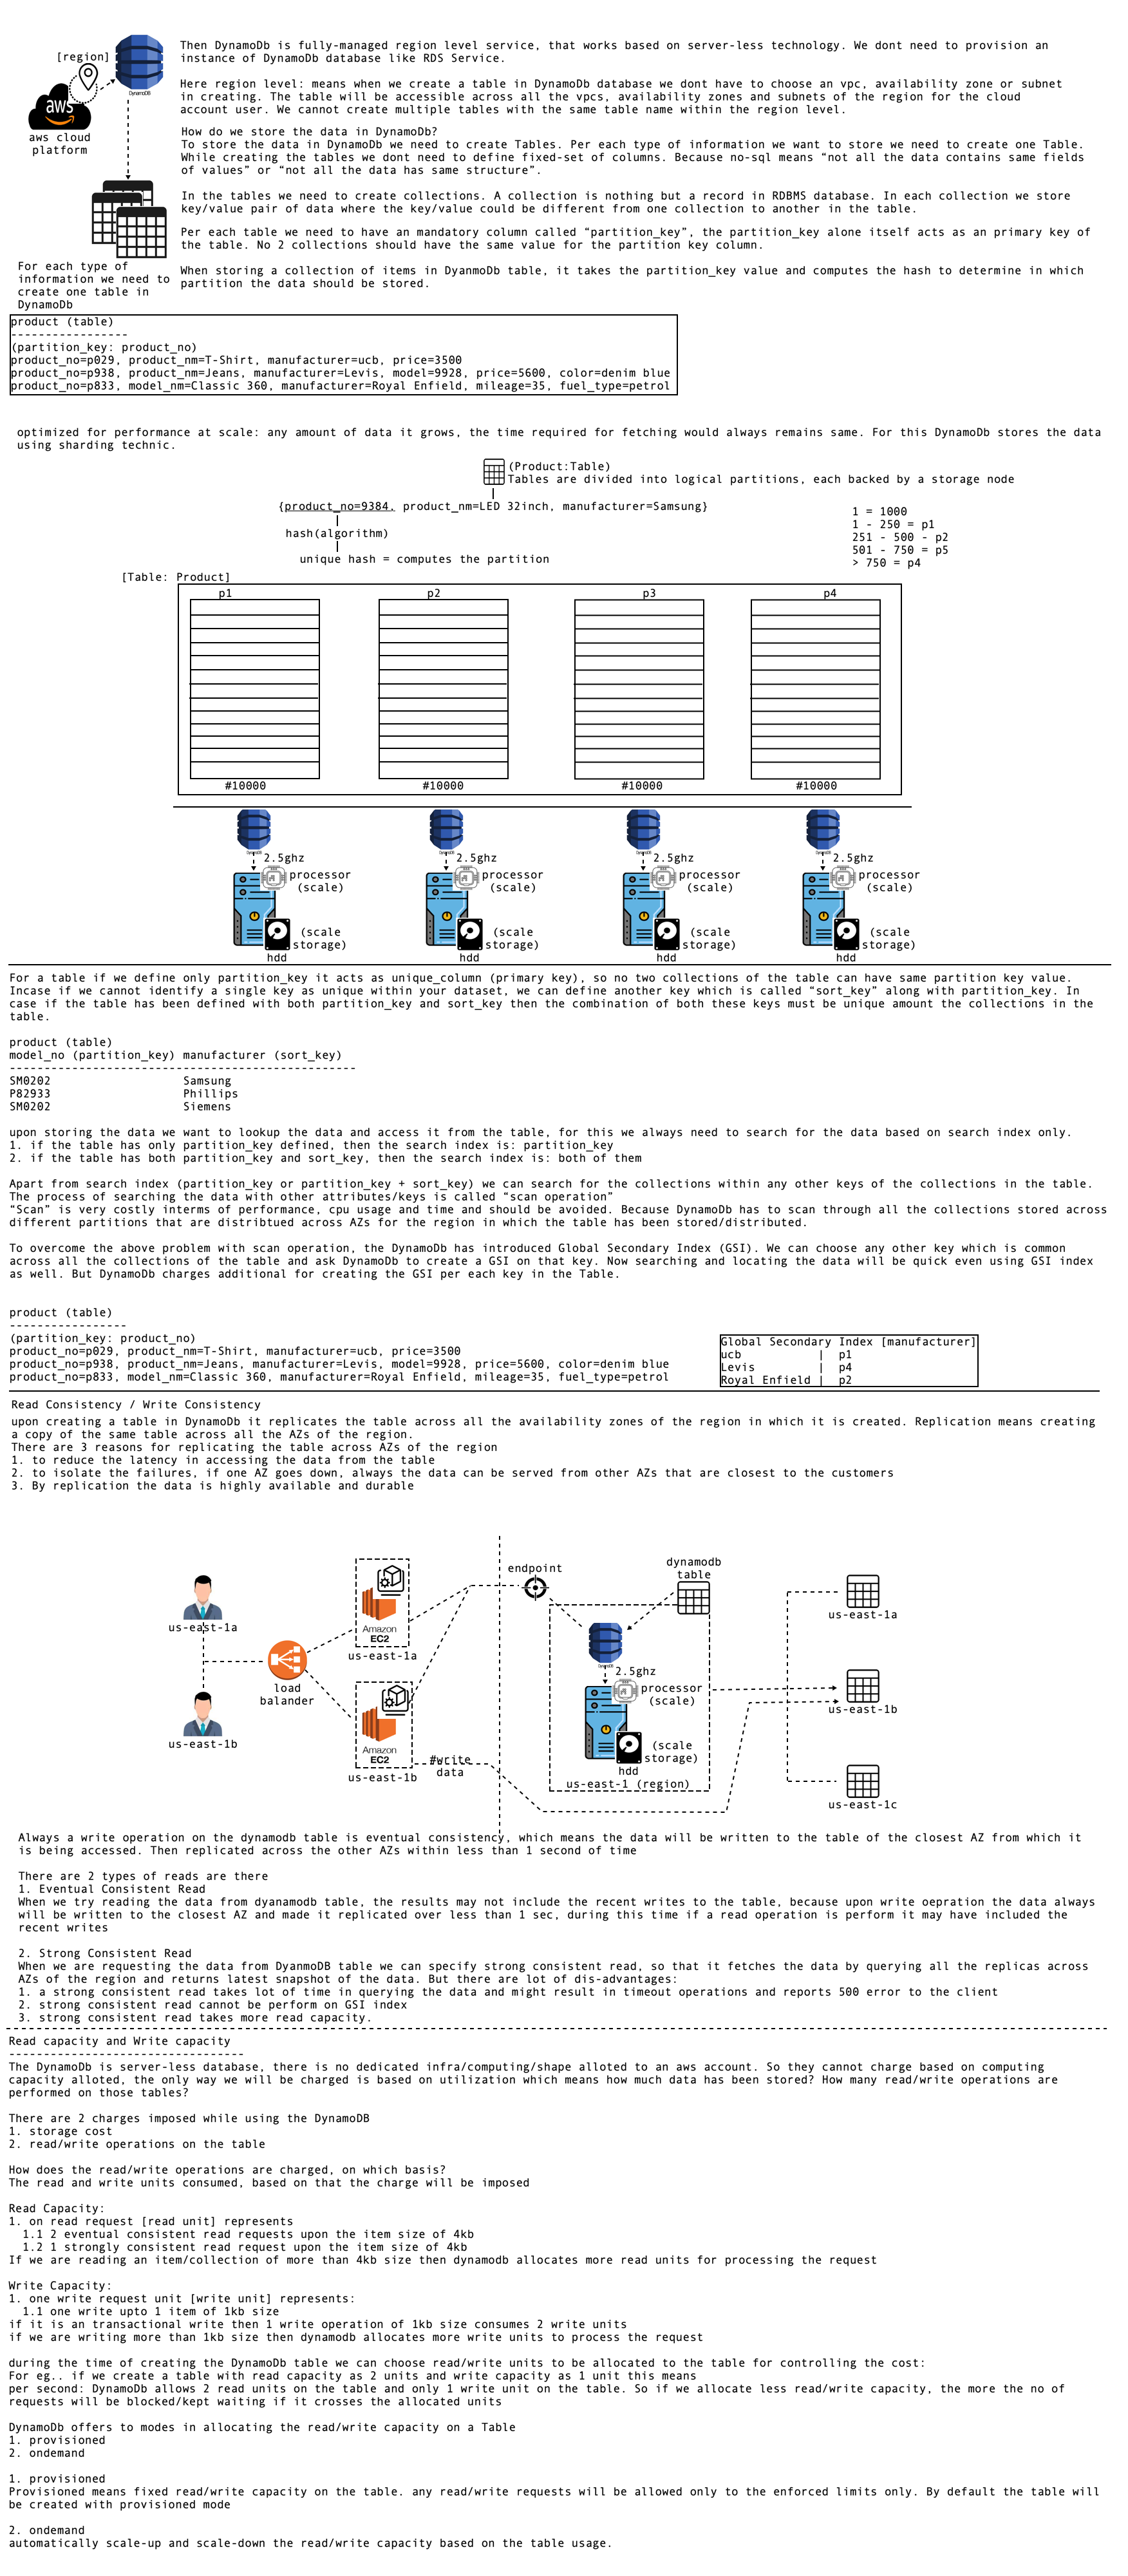 [region]
DynamoDB
aws
aws cloud
platform
Then DynamoDb is fully-managed region level service, that works based on server-less technology. We dont need to provision an
instance of DynamoDb database like RDS Service.
Here region level: means when we create a table in DynamoDb database we dont have to choose an vpc, availability zone or subnet
in creating. The table will be accessible across all the vpcs, availability zones and subnets of the region for the cloud
account user. We cannot create multiple tables with the same table name within the region level.
How do we store the data in DynamoDb?
To store the data in DynamoDb we need to create Tables. Per each type of information we want to store we need to create one Table.
While creating the tables we dont need to define fixed-set of columns. Because no-sql means “not all the data contains same fields
of values” or “not all the data has same structure”.
In the tables we need to create collections. A collection is nothing but a record in RDBMS database. In each collection we store
key/value pair of data where the key/value could be different from one collection to another in the table.
Per each table we need to have an mandatory column called “partition_key”, the partition_key alone itself acts as an primary key of
the table. No 2 collections should have the same value for the partition key column.
When storing a collection of items in DyanmoDb table, it takes the partition_key value and computes the hash to determine in which
partition the data should be stored.
For each type of
information we need to
create one table in
DynamoDb
product (table)
-----------------
(partition_key: product_no)
product_no=p029, product_nm=T-Shirt, manufacturer=ucb, price=3500
product_no=p938, product_nm=Jeans, manufacturer=Levis, model=9928, price=5600, color=denim blue
product_no=p833, model_nm=Classic 360, manufacturer=Royal Enfield, mileage=35, fuel_type=petrol
optimized for performance at scale: any amount of data it grows, the time required for fetching would always remains same. For this DynamoDb stores the data
using sharding technic.
(Product:Table)
Tables are divided into logical partitions, each backed by a storage node
{product_no=9384, product_nm=LED 32inch, manufacturer=Samsung}
hash(algorithm)
unique hash = computes the partition
1 = 1000
1 - 250 = p1
251 - 500 - p2
501 - 750 = p5
> 750 = p4
[Table: Product]
p1 p2 p3 p4
#10000 #10000 #10000 #10000
DynamoDB DynamoDB DynamoDB DynamoDB
2.5ghz 2.5ghz 2.5ghz 2.5ghz
processor processor processor processor
(scale) (scale) (scale) (scale)
(scale (scale (scale (scale
storage) storage) storage) storage)
hdd hdd hdd hdd
For a table if we define only partition_key it acts as unique_column (primary key), so no two collections of the table can have same partition key value.
Incase if we cannot identify a single key as unique within your dataset, we can define another key which is called “sort_key” along with partition_key. In
case if the table has been defined with both partition_key and sort_key then the combination of both these keys must be unique amount the collections in the
table.
product (table)
model_no (partition_key) manufacturer (sort_key)
--------------------------------------------------
SM0202 Samsung
P82933 Phillips
SM0202 Siemens
upon storing the data we want to lookup the data and access it from the table, for this we always need to search for the data based on search index only.
1. if the table has only partition_key defined, then the search index is: partition_key
2. if the table has both partition_key and sort_key, then the search index is: both of them
Apart from search index (partition_key or partition_key + sort_key) we can search for the collections within any other keys of the collections in the table.
The process of searching the data with other attributes/keys is called “scan operation”
“Scan” is very costly interms of performance, cpu usage and time and should be avoided. Because DynamoDb has to scan through all the collections stored across
different partitions that are distribtued across AZs for the region in which the table has been stored/distributed.
To overcome the above problem with scan operation, the DynamoDb has introduced Global Secondary Index (GSI). We can choose any other key which is common
across all the collections of the table and ask DynamoDb to create a GSI on that key. Now searching and locating the data will be quick even using GSI index
as well. But DynamoDb charges additional for creating the GSI per each key in the Table.
product (table)
-----------------
(partition_key: product_no)
product_no=p029, product_nm=T-Shirt, manufacturer=ucb, price=3500
product_no=p938, product_nm=Jeans, manufacturer=Levis, model=9928, price=5600, color=denim blue
product_no=p833, model_nm=Classic 360, manufacturer=Royal Enfield, mileage=35, fuel_type=petrol
Global Secondary Index [manufacturer]
ucb | p1
Levis | p4
Royal Enfield | p2
Read Consistency / Write Consistency
upon creating a table in DynamoDb it replicates the table across all the availability zones of the region in which it is created. Replication means creating
a copy of the same table across all the AZs of the region.
There are 3 reasons for replicating the table across AZs of the region
1. to reduce the latency in accessing the data from the table
2. to isolate the failures, if one AZ goes down, always the data can be served from other AZs that are closest to the customers
3. By replication the data is highly available and durable
us-east-1a
us-east-1b
load
balander
Amazon
EC2
us-east-1a
Amazon
EC2
us-east-1b
#write
data
endpoint
dynamodb
table
DynamoDB
2.5ghz
processor
(scale)
(scale
storage)
hdd
us-east-1 (region)
us-east-1a
us-east-1b
us-east-1c
Always a write operation on the dynamodb table is eventual consistency, which means the data will be written to the table of the closest AZ from which it
is being accessed. Then replicated across the other AZs within less than 1 second of time
There are 2 types of reads are there
1. Eventual Consistent Read
When we try reading the data from dyanamodb table, the results may not include the recent writes to the table, because upon write oepration the data always
will be written to the closest AZ and made it replicated over less than 1 sec, during this time if a read operation is perform it may have included the
recent writes
2. Strong Consistent Read
When we are requesting the data from DyanmoDB table we can specify strong consistent read, so that it fetches the data by querying all the replicas across
AZs of the region and returns latest snapshot of the data. But there are lot of dis-advantages:
1. a strong consistent read takes lot of time in querying the data and might result in timeout operations and reports 500 error to the client
2. strong consistent read cannot be perform on GSI index
3. strong consistent read takes more read capacity.
Read capacity and Write capacity
----------------------------------
The DynamoDb is server-less database, there is no dedicated infra/computing/shape alloted to an aws account. So they cannot charge based on computing
capacity alloted, the only way we will be charged is based on utilization which means how much data has been stored? How many read/write operations are
performed on those tables?
There are 2 charges imposed while using the DynamoDB
1. storage cost
2. read/write operations on the table
How does the read/write operations are charged, on which basis?
The read and write units consumed, based on that the charge will be imposed
Read Capacity:
1. on read request [read unit] represents
1.1 2 eventual consistent read requests upon the item size of 4kb
1.2 1 strongly consistent read request upon the item size of 4kb
If we are reading an item/collection of more than 4kb size then dynamodb allocates more read units for processing the request
Write Capacity:
1. one write request unit [write unit] represents:
1.1 one write upto 1 item of 1kb size
if it is an transactional write then 1 write operation of 1kb size consumes 2 write units
if we are writing more than 1kb size then dynamodb allocates more write units to process the request
during the time of creating the DynamoDb table we can choose read/write units to be allocated to the table for controlling the cost:
For eg.. if we create a table with read capacity as 2 units and write capacity as 1 unit this means
per second: DynamoDb allows 2 read units on the table and only 1 write unit on the table. So if we allocate less read/write capacity, the more the no of
requests will be blocked/kept waiting if it crosses the allocated units
DynamoDb offers to modes in allocating the read/write capacity on a Table
1. provisioned
2. ondemand
1. provisioned
Provisioned means fixed read/write capacity on the table. any read/write requests will be allowed only to the enforced limits only. By default the table will
be created with provisioned mode
2. ondemand
automatically scale-up and scale-down the read/write capacity based on the table usage.